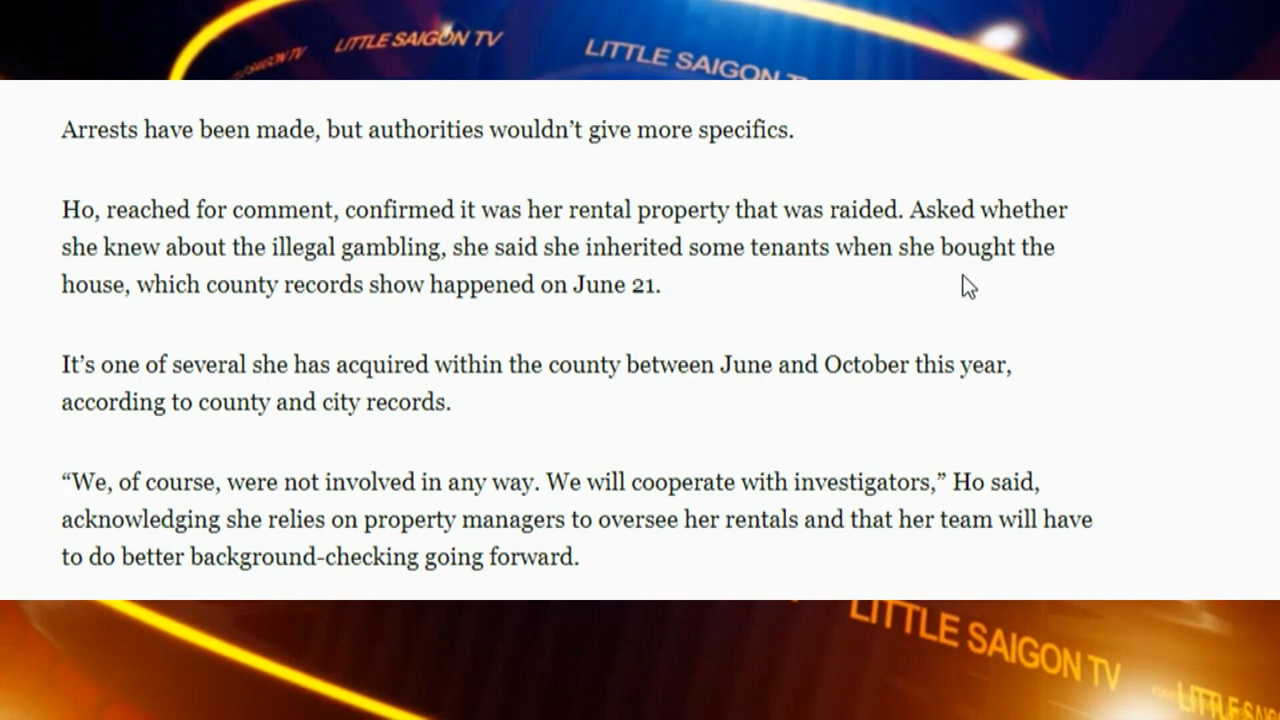 LITTLE SAIGON TV
LITTLE SAIGON T
Arrests have been made, but authorities wouldn’t give more specifics.
Ho, reached for comment, confirmed it was her rental property that was raided. Asked whether
she knew about the illegal gambling, she said she inherited some tenants when she bought the
house, which county records show happened on June 21.
It’s one of several she has acquired within the county between June and October this year,
according to county and city records.
“We, of course, were not involved in any way. We will cooperate with investigators,” Ho said,
acknowledging she relies on property managers to oversee her rentals and that her team will have
to do better background-checking going forward.
LITTLE SAIGON TV